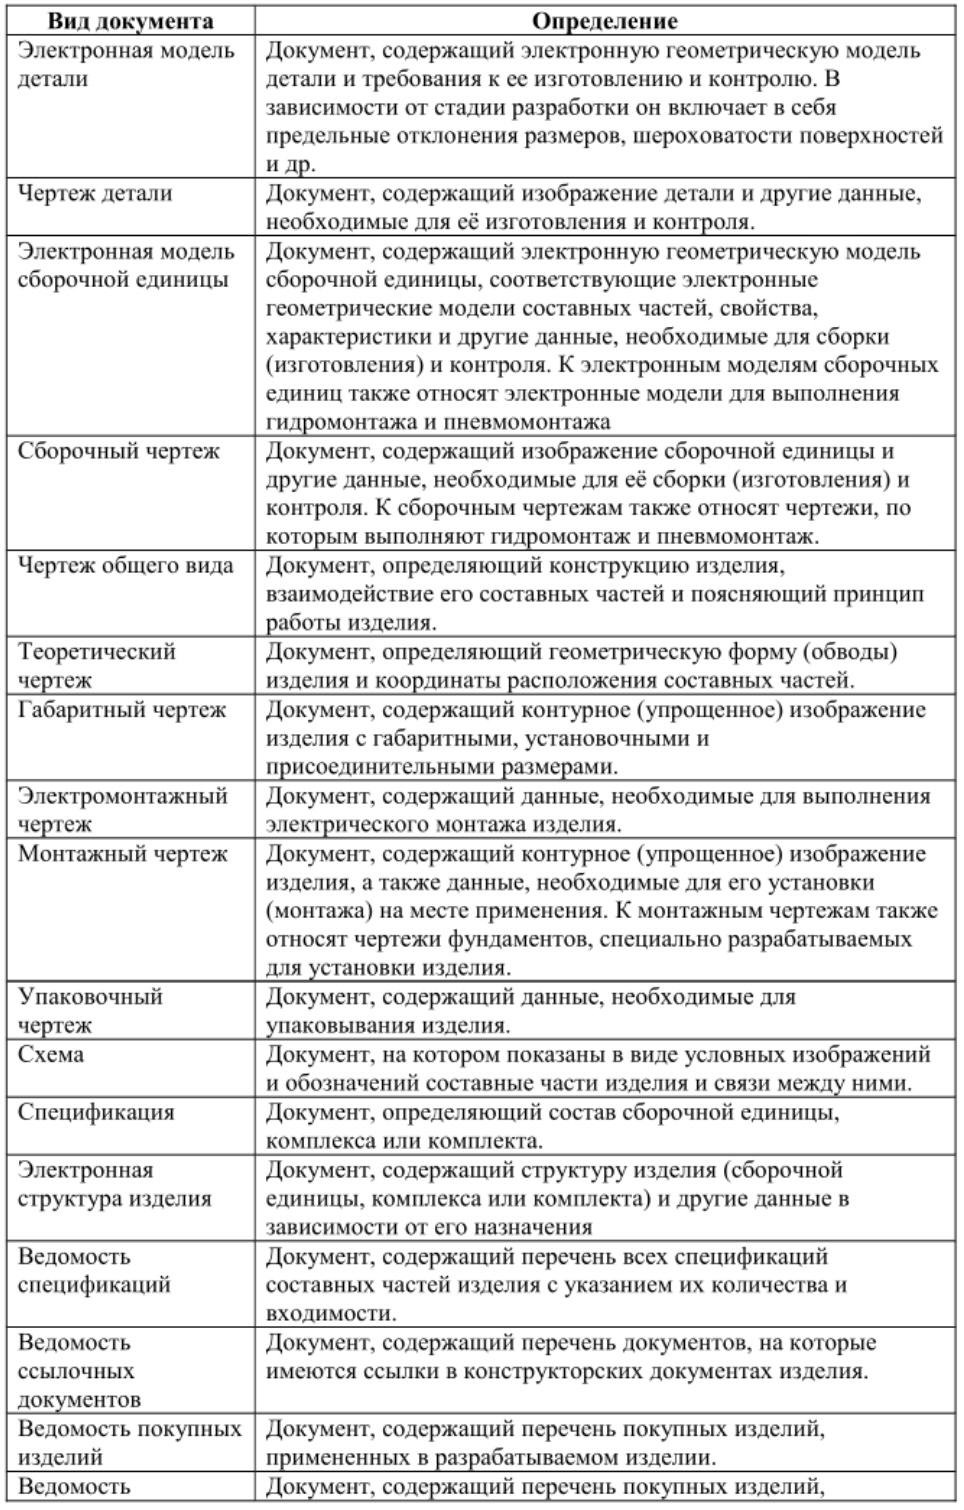 Вид документа Определение
Электронная модель
детали
Документ, содержащий электронную геометрическую модель
детали и требования к ее изготовлению и контролю. В
зависимости от стадии разработки он включает в себя
предельные отклонения размеров, шероховатости поверхностей
и др.
Чертеж детали
Документ, содержащий изображение детали и другие данные,
необходимые для её изготовления и контроля.
Электронная модель
сборочной единицы
Документ, содержащий электронную геометрическую модель
сборочной единицы, соответствующие электронные
геометрические модели составных частей, свойства,
характеристики и другие данные, необходимые для сборки
(изготовления) и контроля. К электронным моделям сборочных
единиц также относят электронные модели для выполнения
гидромонтажа и пневмомонтажа
Сборочный чертеж
Документ, содержащий изображение сборочной единицы и
другие данные, необходимые для её сборки (изготовления) и
контроля. К сборочным чертежам также относят чертежи, по
которым выполняют гидромонтаж и пневмомонтаж.
Чертеж общего вида
Документ, определяющий конструкцию изделия,
взаимодействие его составных частей и поясняющий принцип
работы изделия.
Теоретический
чертеж
Документ, определяющий геометрическую форму (обводы)
изделия и координаты расположения составных частей.
Габаритный чертеж
Документ, содержащий контурное (упрощенное) изображение
изделия с габаритными, установочными и
присоединительными размерами.
Электромонтажный
чертеж
Документ, содержащий данные, необходимые для выполнения
электрического монтажа изделия.
Монтажный чертеж
Документ, содержащий контурное (упрощенное) изображение
изделия, а также данные, необходимые для его установки
(монтажа) на месте применения. К монтажным чертежам также
относят чертежи фундаментов, специально разрабатываемых
для установки изделия.
Упаковочный
чертеж
Документ, содержащий данные, необходимые для
упаковывания изделия.
Схема
Документ, на котором показаны в виде условных изображений
и обозначений составные части изделия и связи между ними.
Спецификация
Документ, определяющий состав сборочной единицы,
комплекса или комплекта.
Электронная
структура изделия
Документ, содержащий структуру изделия (сборочной
единицы, комплекса или комплекта) и другие данные в
зависимости от его назначения
Ведомость
спецификаций
Документ, содержащий перечень всех спецификаций
составных частей изделия с указанием их количества и
входимости.
Ведомость
ссылочных
документов
Документ, содержащий перечень документов, на которые
имеются ссылки в конструкторских документах изделия.
Ведомость покупных
изделий
Документ, содержащий перечень покупных изделий,
примененных в разрабатываемом изделии.
Ведомость
Документ, содержащий перечень покупных изделий,